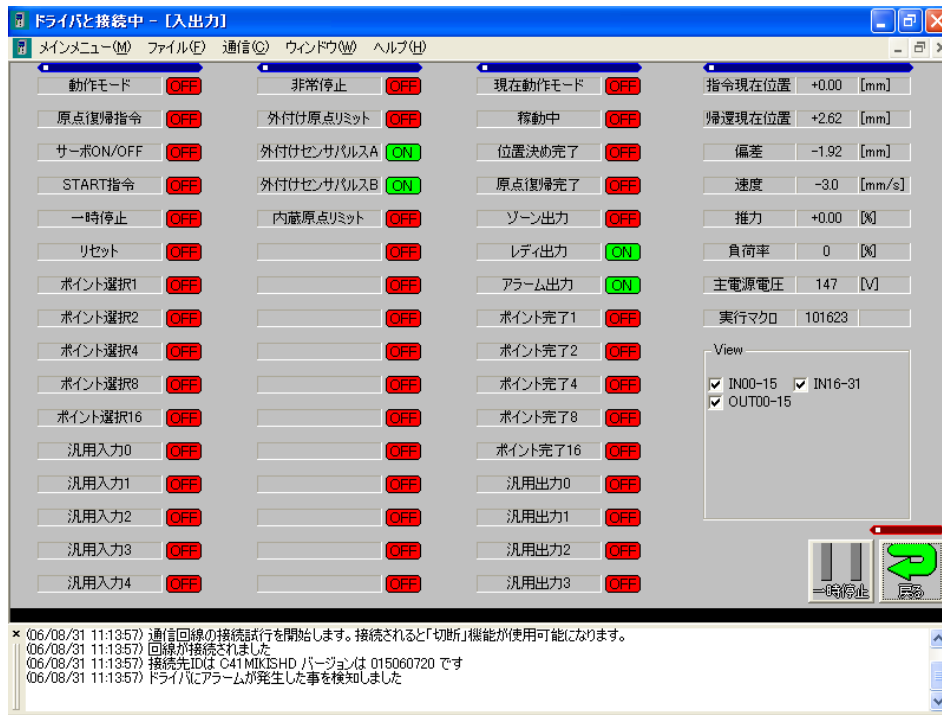 ドライバと接続中 - [入出力]
メインメニュー(M) ファイル(F) 通信(C) ウィンドウ(W) ヘルプ(H)
動作モード OFF 非常停止 OFF 現在動作モード OFF 指令現在位置 +0.00 [mm]
原点復帰指令 OFF 外付け原点リミット OFF 稼動中 OFF 帰還現在位置 +2.62 [mm]
サーボON/OFF OFF 外付けセンサパルスA ON 位置決め完了 OFF 偏差 -1.92 [mm]
START指令 OFF 外付けセンサパルスB ON 原点復帰完了 OFF 速度 -3.0 [mm/s]
一時停止 OFF 内蔵原点リミット OFF ゾーン出力 OFF 推力 +0.00 [%]
リセット OFF OFF レディ出力 ON 負荷率 0 [%]
ポイント選択1 OFF OFF アラーム出力 ON 主電源電圧 147 [V]
ポイント選択2 OFF OFF ポイント完了1 OFF 実行マクロ 101623
ポイント選択4 OFF OFF ポイント完了2 OFF View
ポイント選択8 OFF OFF ポイント完了4 OFF IN00-15 IN16-31
ポイント選択16 OFF OFF ポイント完了8 OFF OUT00-15
汎用入力0 OFF OFF ポイント完了16 OFF
汎用入力1 OFF OFF 汎用出力0 OFF
汎用入力2 OFF OFF 汎用出力1 OFF
汎用入力3 OFF OFF 汎用出力2 OFF
汎用入力4 OFF OFF 汎用出力3 OFF 一時停止 戻る
(06/08/31 11:13:57) 通信回線の接続試行を開始します。接続されると「切断」機能が使用可能になります。
(06/08/31 11:13:57) 回線が接続されました
(06/08/31 11:13:57) 接続先IDは C41MIKISHD バージョンは 015060720 です
(06/08/31 11:13:57) ドライバにアラームが発生した事を検知しました